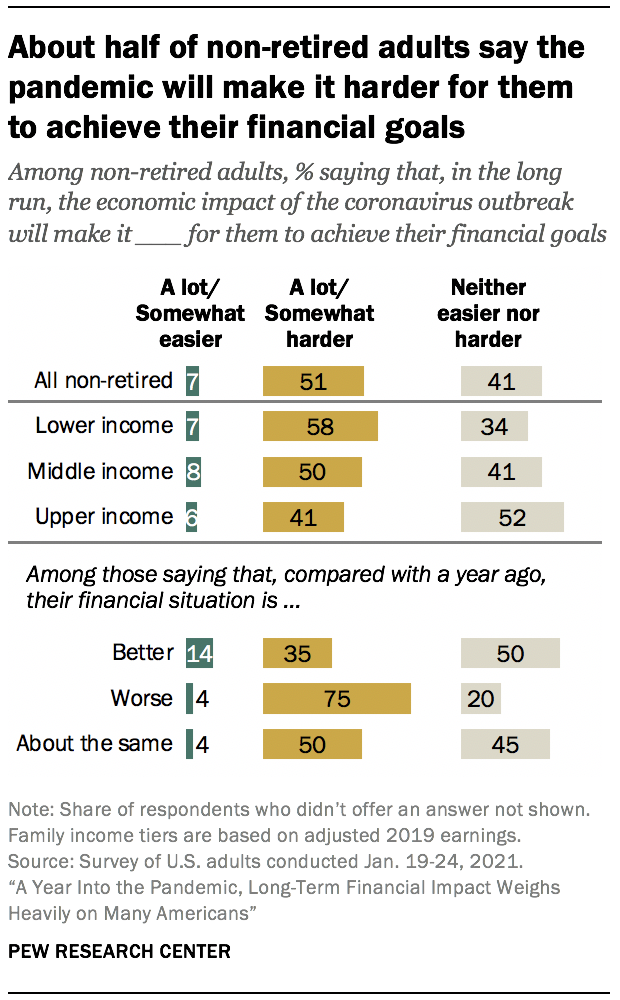 About half of non-retired adults say the
pandemic will make it harder for them
to achieve their financial goals
Among non-retired adults, % saying that, in the long
run, the economic impact of the coronavirus outbreak
will make it ___ for them to achieve their financial goals
A lot/ Somewhat easier
A lot/ Somewhat harder
Neither easier nor harder
All non-retired 7 51 41
Lower income 7 58 34
Middle income 8 50 41
Upper income 6 41 52
Among those saying that, compared with a year ago,
their financial situation is ...
Better 14 35 50
Worse 4 75 20
About the same 4 50 45
Note: Share of respondents who didn’t offer an answer not shown.
Family income tiers are based on adjusted 2019 earnings.
Source: Survey of U.S. adults conducted Jan. 19-24, 2021.
“A Year Into the Pandemic, Long-Term Financial Impact Weighs
Heavily on Many Americans”
PEW RESEARCH CENTER